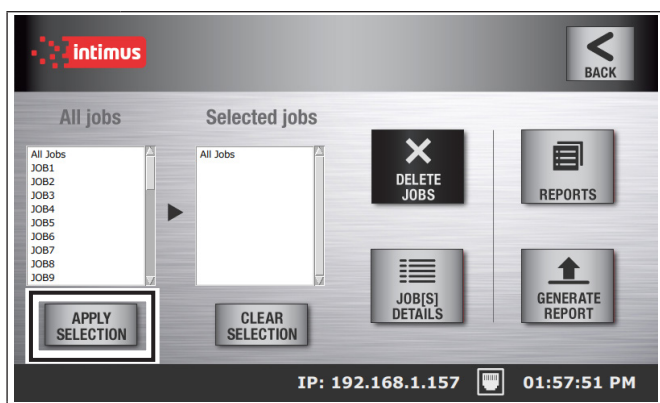 intimus
BACK
All jobs
Selected jobs
All Jobs
JOB1
JOB2
JOB3
JOB4
JOB5
JOB6
JOB7
JOB8
JOB9
All Jobs
DELETE
JOBS
REPORTS
APPLY
SELECTION
CLEAR
SELECTION
JOB[S]
DETAILS
GENERATE
REPORT
IP: 192.168.1.157 01:57:51 PM